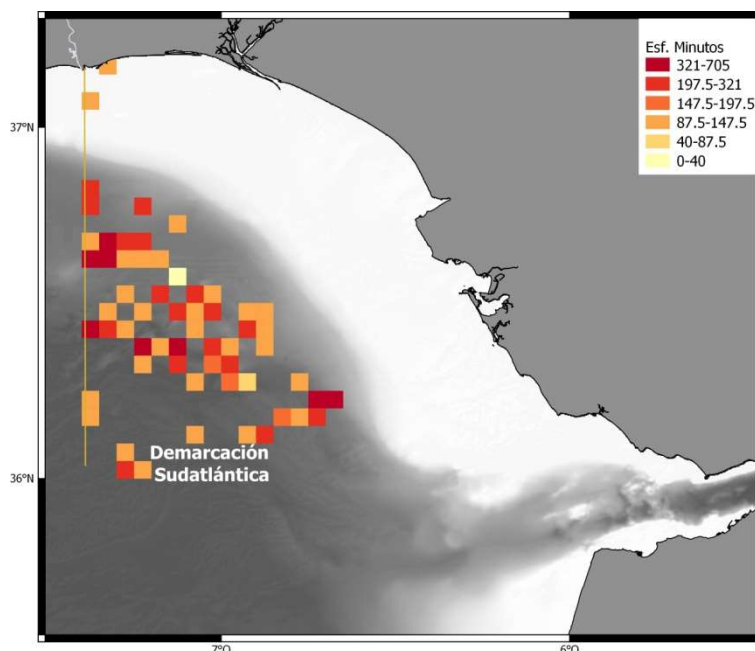 Esf. Minutos
321-705
197.5-321
147.5-197.5
87.5-147.5
40-87.5
0-40
37°N
36°N
Demarcación
Sudatlántica
7°O
6°O